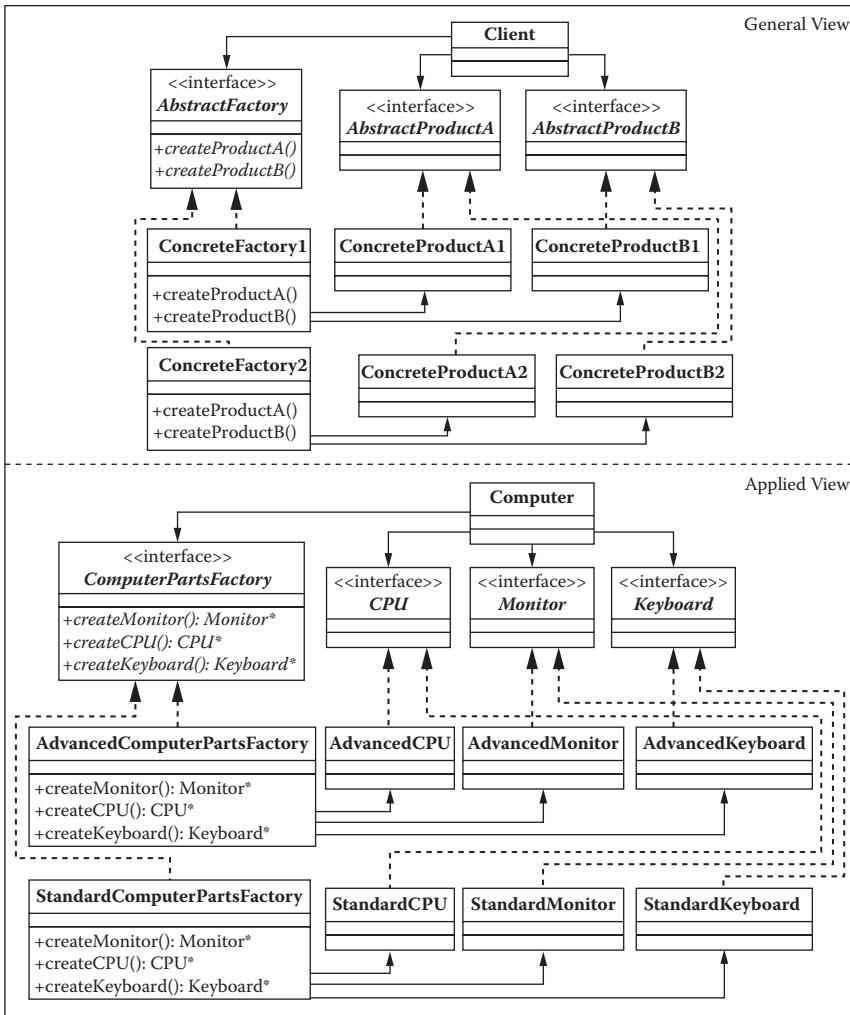 General View
Client
<<interface>>
AbstractFactory
+createProductA()
+createProductB()
<<interface>>
AbstractProductA
<<interface>>
AbstractProductB
ConcreteFactory1
+createProductA()
+createProductB()
ConcreteProductA1
ConcreteProductB1
ConcreteFactory2
+createProductA()
+createProductB()
ConcreteProductA2
ConcreteProductB2
Applied View
Computer
<<interface>>
ComputerPartsFactory
+createMonitor(): Monitor*
+createCPU(): CPU*
+createKeyboard(): Keyboard*
<<interface>>
CPU
<<interface>>
Monitor
<<interface>>
Keyboard
AdvancedComputerPartsFactory
+createMonitor(): Monitor*
+createCPU(): CPU*
+createKeyboard(): Keyboard*
AdvancedCPU
AdvancedMonitor
AdvancedKeyboard
StandardComputerPartsFactory
+createMonitor(): Monitor*
+createCPU(): CPU*
+createKeyboard(): Keyboard*
StandardCPU
StandardMonitor
StandardKeyboard